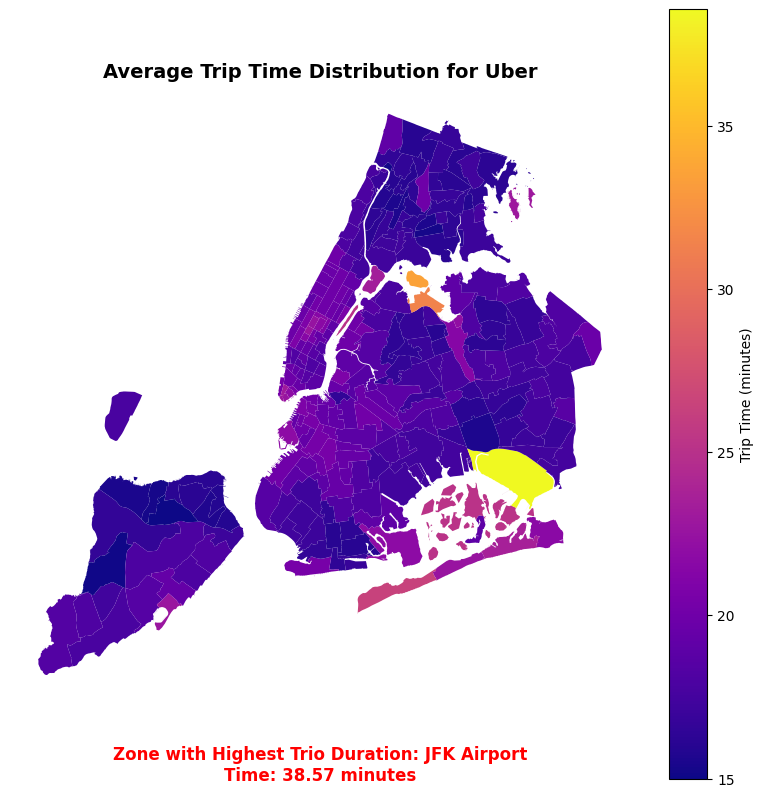 Average Trip Time Distribution for Uber
35
30
25
20
15
Trip Time (minutes)
Zone with Highest Trio Duration: JFK Airport
Time: 38.57 minutes